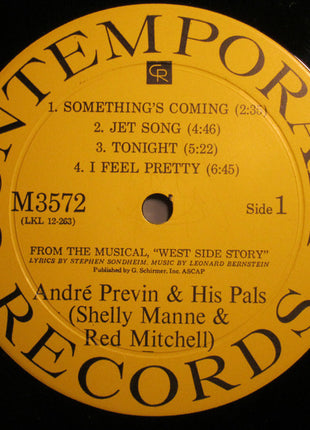 CONTEMPORARY
CR
1. SOMETHING'S COMING (2:35)
2. JET SONG (4:46)
3. TONIGHT (5:22)
4. I FEEL PRETTY (6:45)
M3572
Side 1
(LKL 12-263)
FROM THE MUSICAL, "WEST SIDE STORY"
LYRICS BY STEPHEN SONDHEIM. MUSIC BY LEONARD BERNSTEIN
Published by G. Schirmer, Inc. ASCAP
André Previn & His Pals
(Shelly Manne &
Red Mitchell)
RECORDS